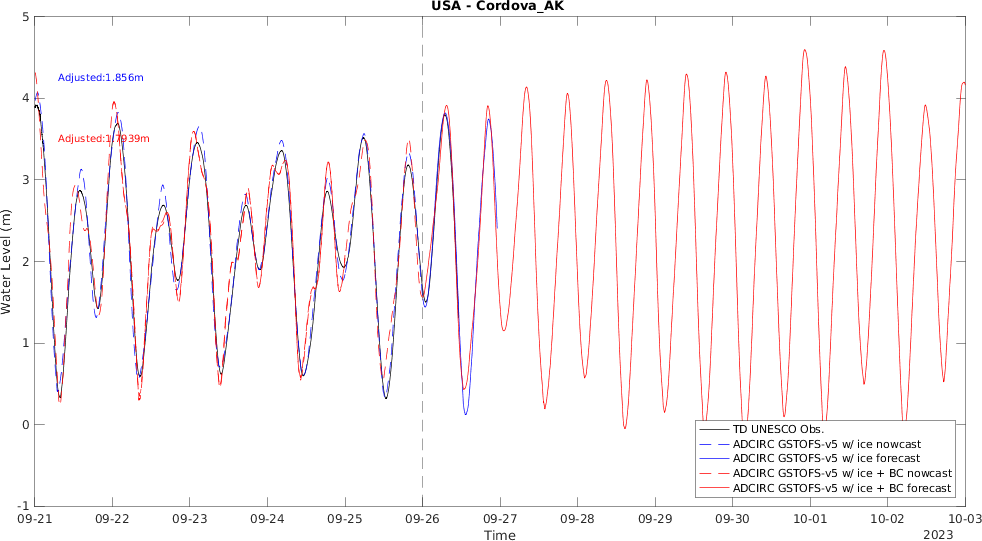 USA - Cordova_AK
Adjusted:1.856m
Adjusted:1.7939m
5
4
3
2
1
0
-1
Water Level (m)
TD UNESCO Obs.
ADCIRC GSTOFS-v5 w/ ice nowcast
ADCIRC GSTOFS-v5 w/ ice forecast
ADCIRC GSTOFS-v5 w/ ice + BC nowcast
ADCIRC GSTOFS-v5 w/ ice + BC forecast
09-21 09-22 09-23 09-24 09-25 09-26 09-27 09-28 09-29 09-30 10-01 10-02 10-03
Time
2023